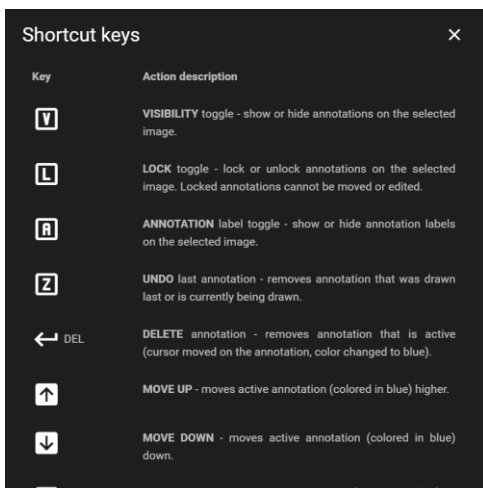 Shortcut keys
Key Action description
V VISIBILITY toggle - show or hide annotations on the selected
image.
L LOCK toggle - lock or unlock annotations on the selected
image. Locked annotations cannot be moved or edited.
A ANNOTATION label toggle - show or hide annotation labels
on the selected image.
Z UNDO last annotation - removes annotation that was drawn
last or is currently being drawn.
DEL DELETE annotation - removes annotation that is active
(cursor moved on the annotation, color changed to blue).
MOVE UP - moves active annotation (colored in blue) higher.
MOVE DOWN - moves active annotation (colored in blue)
down.